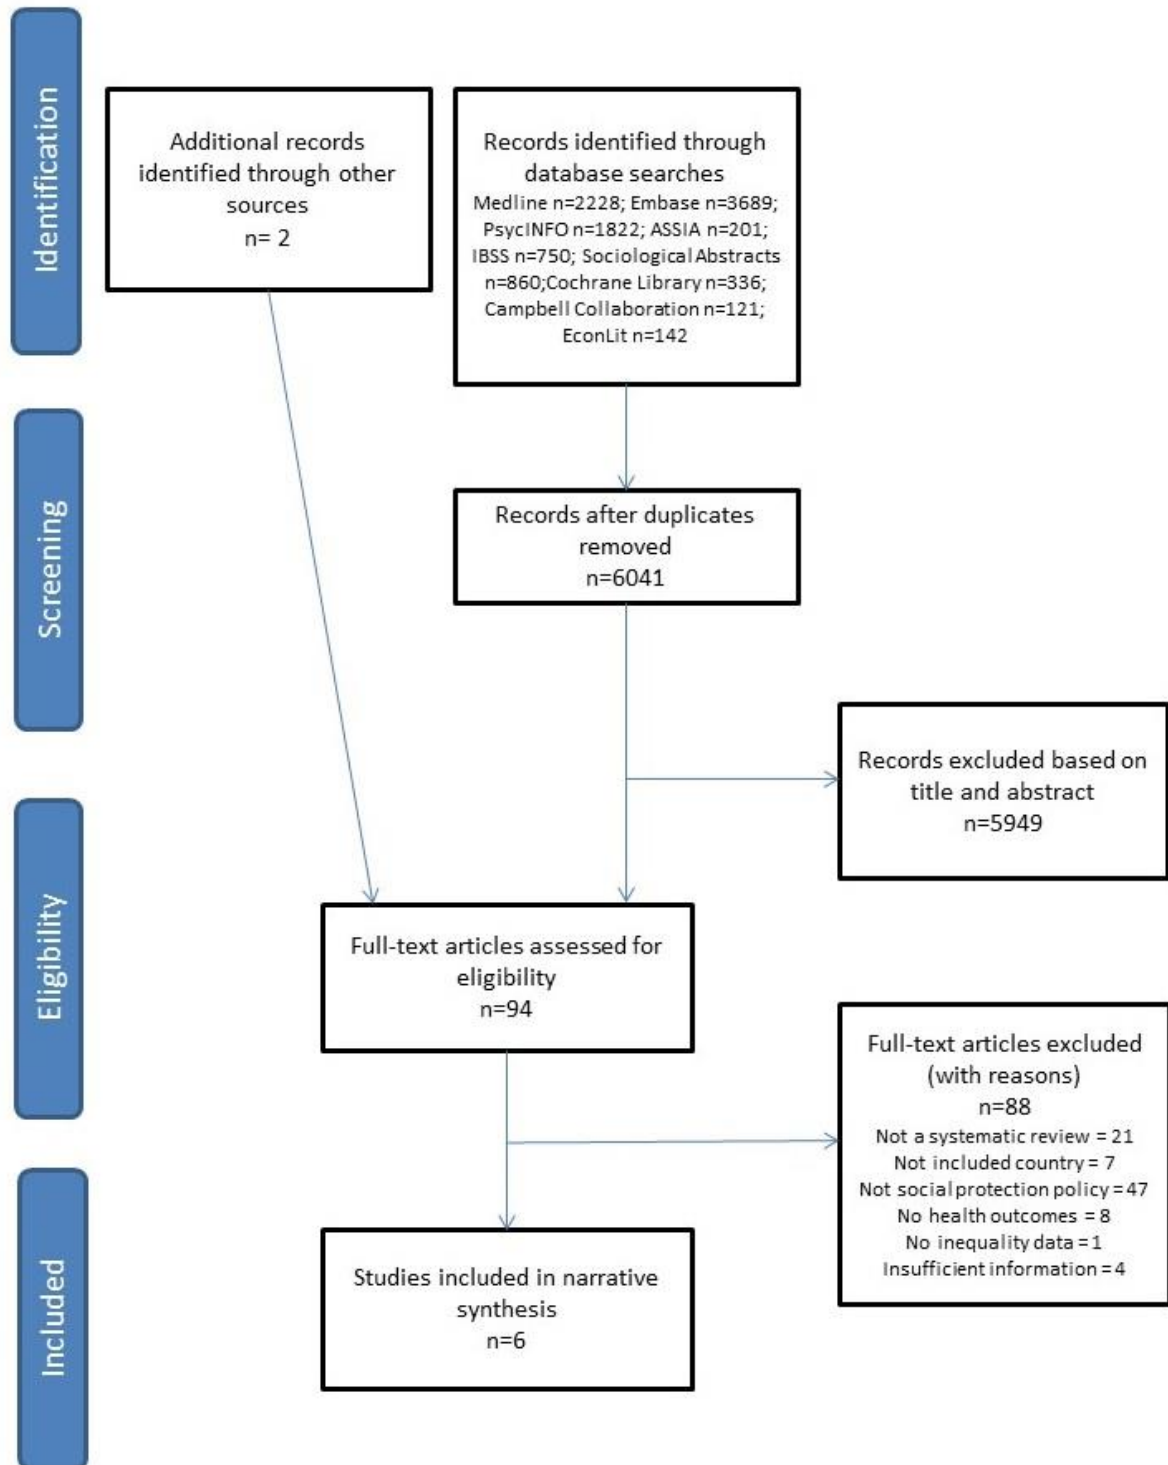 Identification
Additional records
identified through other
sources
n= 2
Records identified through
database searches
Medline n=2228; Embase n=3689;
PsycINFO n=1822; ASSIA n=201;
IBSS n=750; Sociological Abstracts
n=860;Cochrane Library n=336;
Campbell Collaboration n=121;
EconLit n=142
Screening
Records after duplicates
removed
n=6041
Records excluded based on
title and abstract
n=5949
Eligibility
Full-text articles assessed for
eligibility
n=94
Full-text articles excluded
(with reasons)
n=88
Not a systematic review = 21
Not included country = 7
Not social protection policy = 47
No health outcomes = 8
No inequality data = 1
Insufficient information = 4
Included
Studies included in narrative
synthesis
n=6